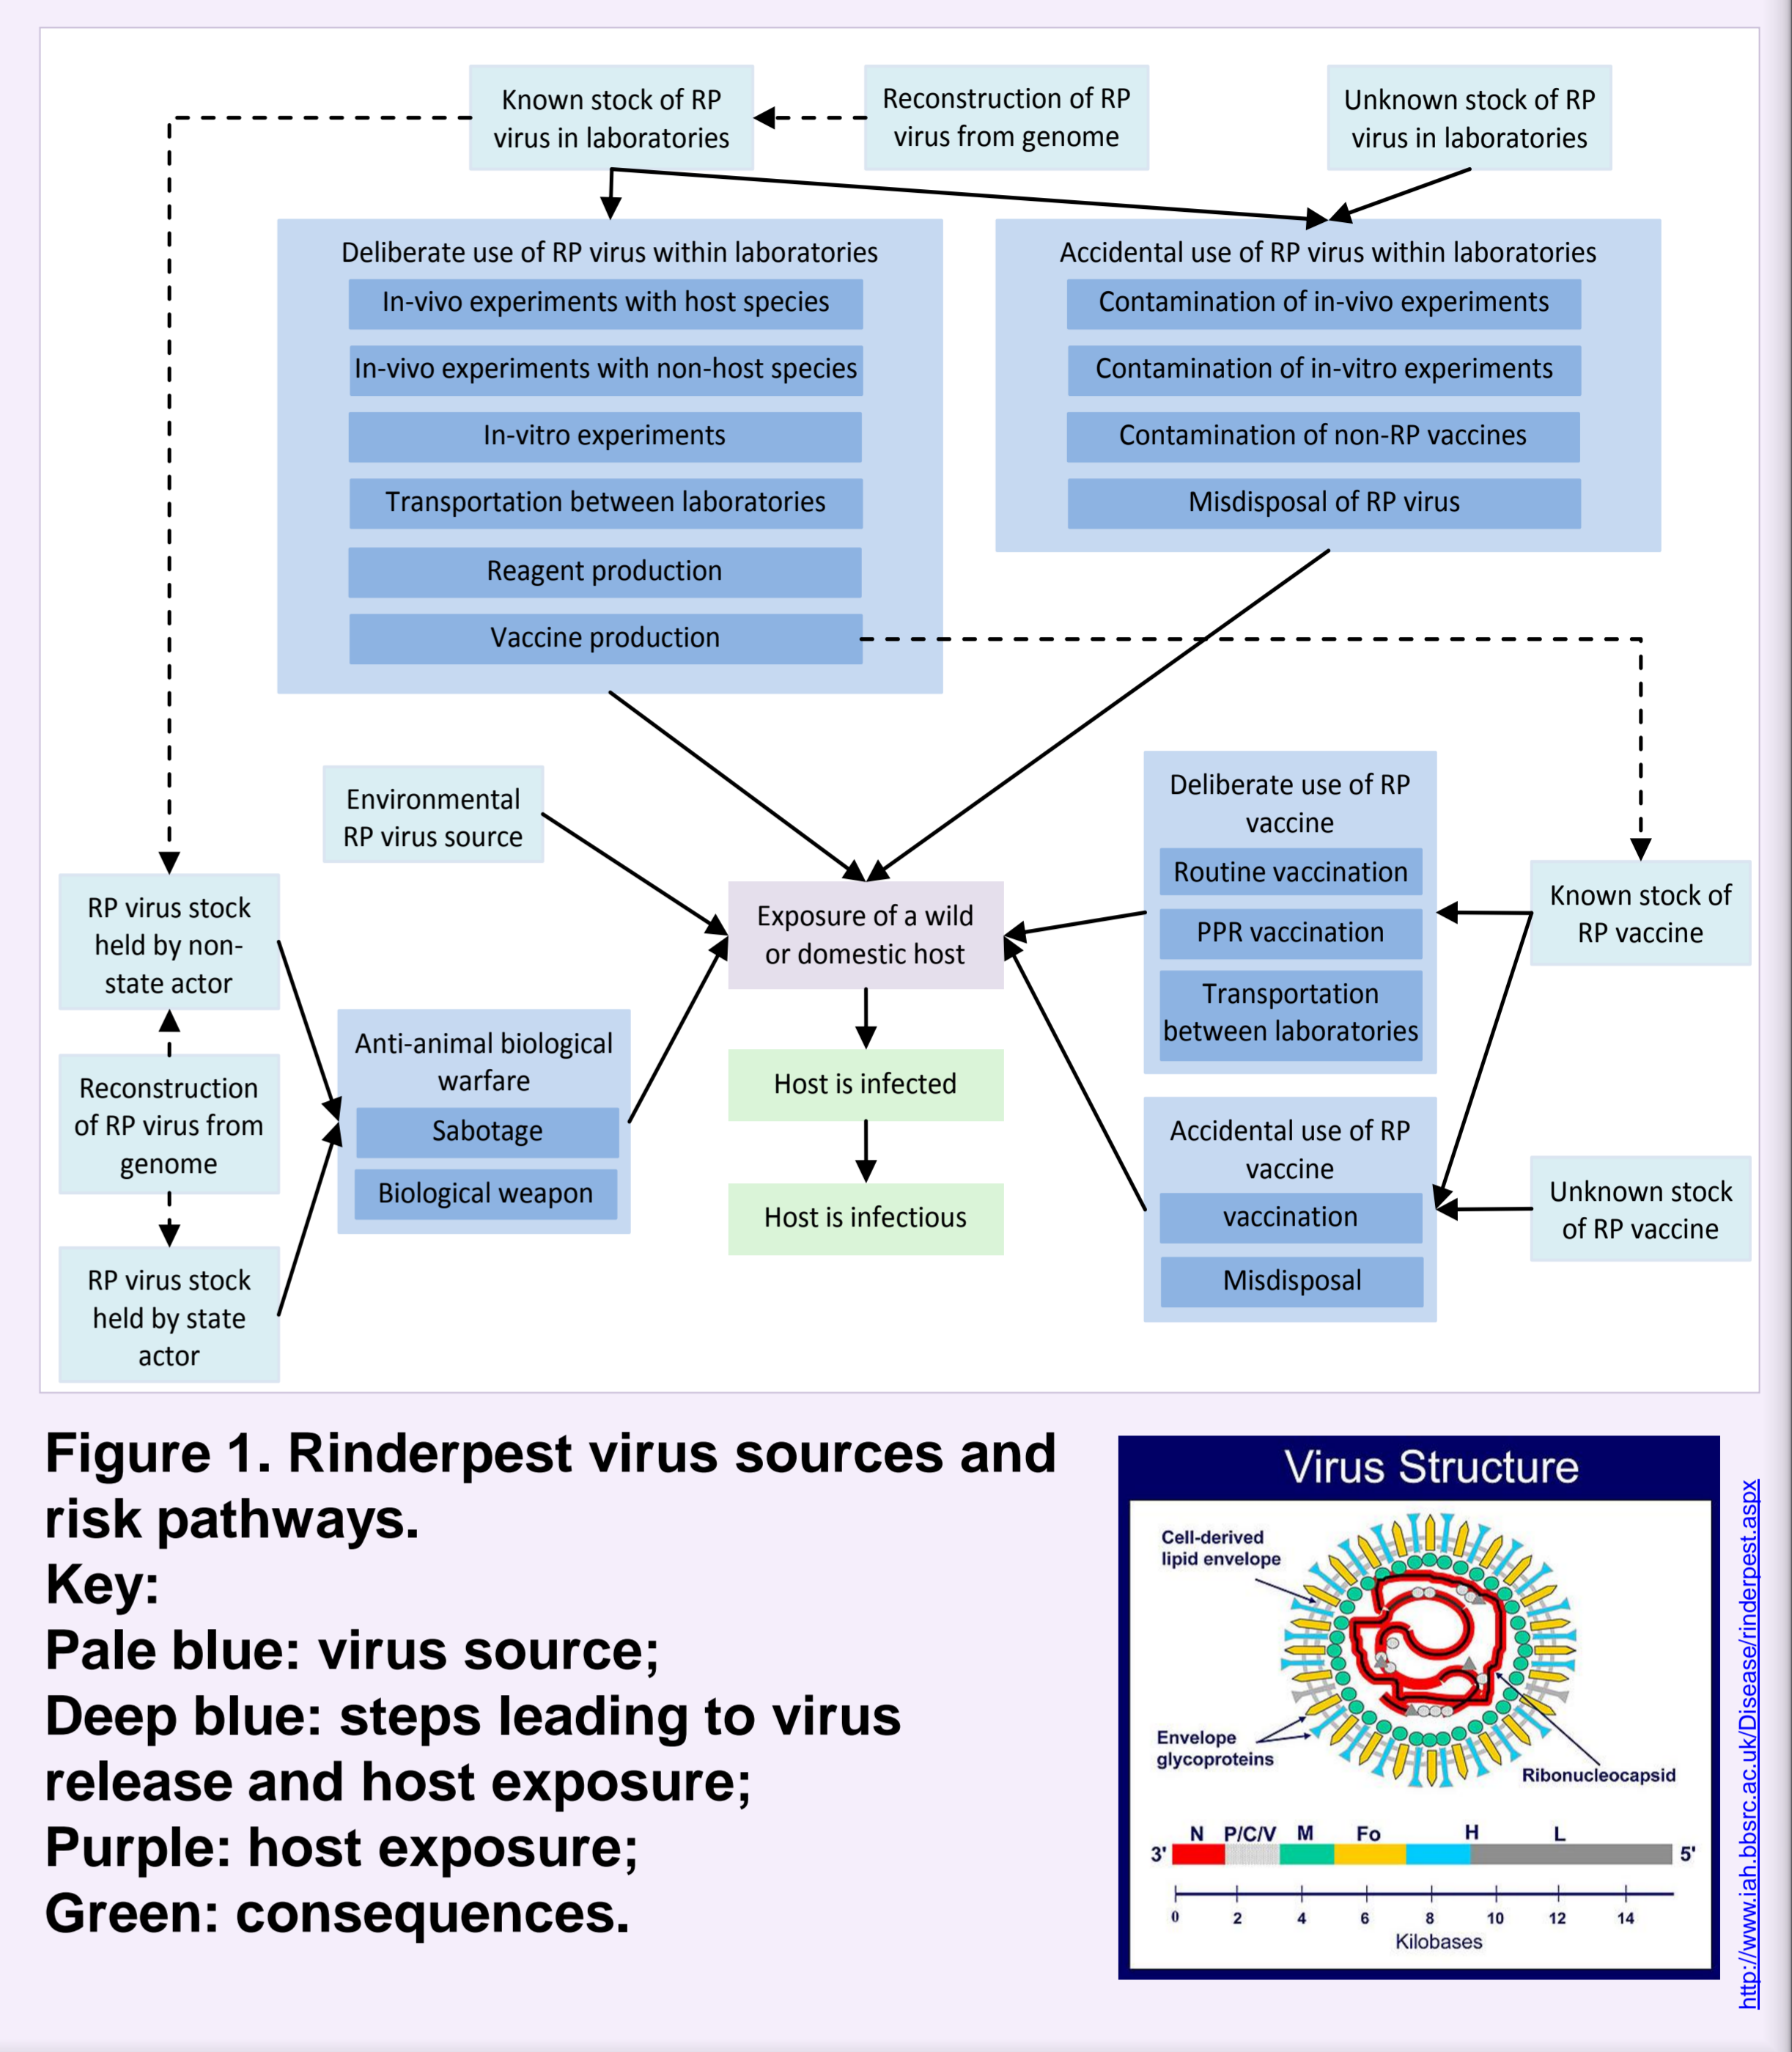 Known stock of RP
virus in laboratories
Reconstruction of RP
virus from genome
Unknown stock of RP
virus in laboratories
Deliberate use of RP virus within laboratories
In-vivo experiments with host species
In-vivo experiments with non-host species
In-vitro experiments
Transportation between laboratories
Reagent production
Vaccine production
Accidental use of RP virus within laboratories
Contamination of in-vivo experiments
Contamination of in-vitro experiments
Contamination of non-RP vaccines
Misdisposal of RP virus
Environmental
RP virus source
RP virus stock
held by non-
state actor
Reconstruction
of RP virus from
genome
RP virus stock
held by state
actor
Anti-animal biological
warfare
Sabotage
Biological weapon
Exposure of a wild
or domestic host
Host is infected
Host is infectious
Deliberate use of RP
vaccine
Routine vaccination
PPR vaccination
Transportation
between laboratories
Accidental use of RP
vaccine
vaccination
Misdisposal
Known stock of
RP vaccine
Unknown stock
of RP vaccine
Figure 1. Rinderpest virus sources and
risk pathways.
Key:
Pale blue: virus source;
Deep blue: steps leading to virus
release and host exposure;
Purple: host exposure;
Green: consequences.
Virus Structure
Cell-derived
lipid envelope
Envelope
glycoproteins
Ribonucleocapsid
N P/C/V M Fo H L
3' 5'
0 2 4 6 8 10 12 14
Kilobases
http://www.iah.bbsrc.ac.uk/Disease/rinderpest.aspx